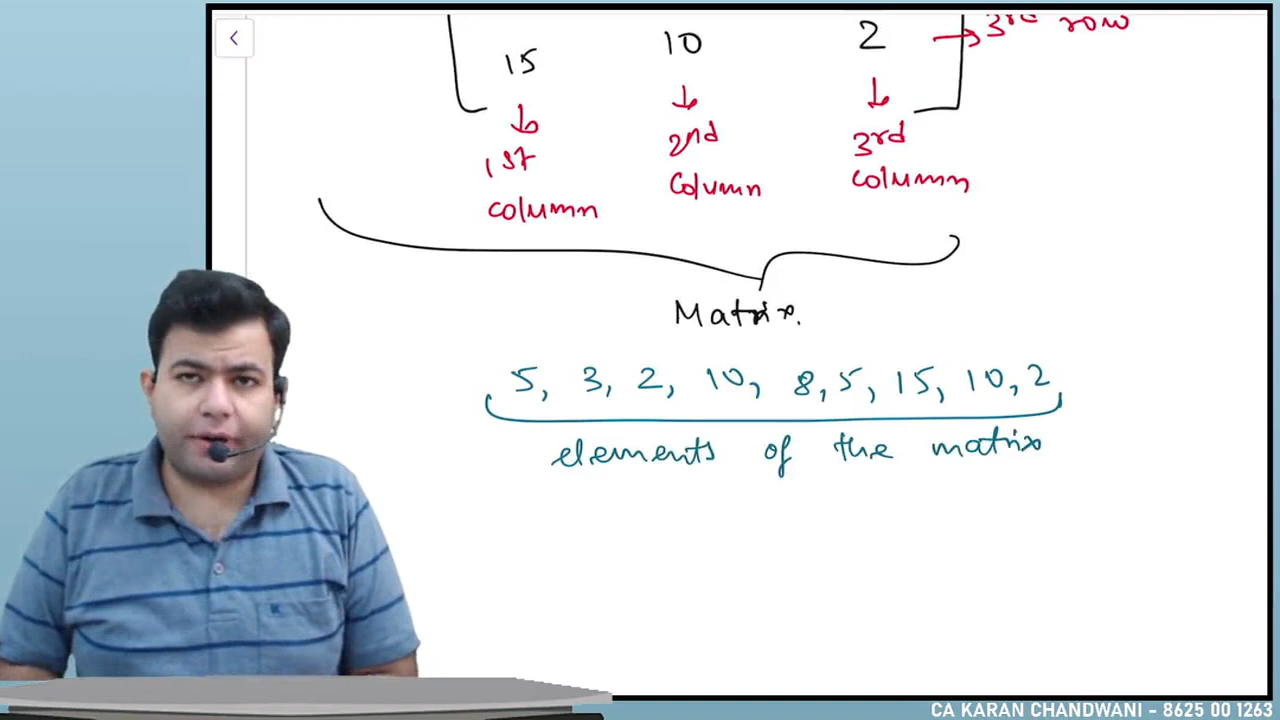 3rd row
15 10 2
1st 2nd 3rd
column column column
Matrix.
5, 3, 2, 10, 8, 5, 15, 10, 2
elements of the matrix
CA KARAN CHANDWANI - 8625 00 1263